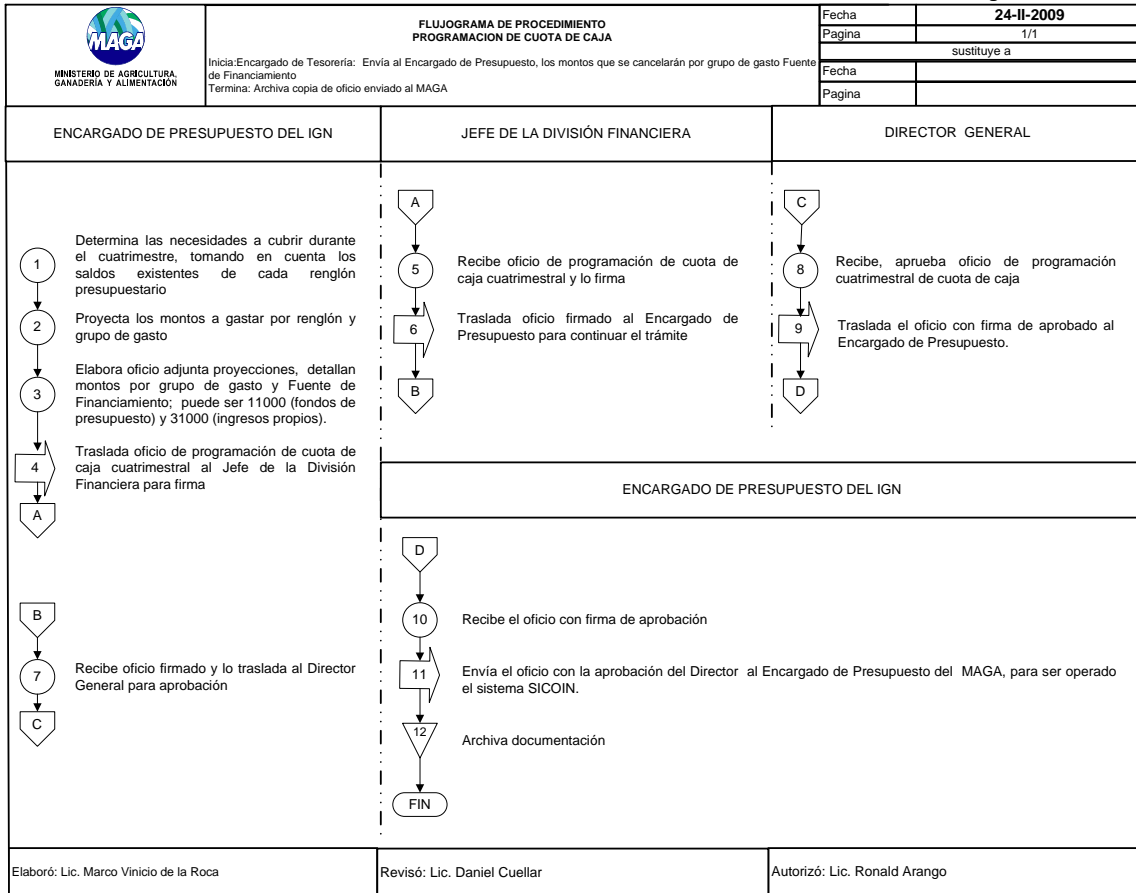 MAGA
MINISTERIO DE AGRICULTURA,
GANADERÍA Y ALIMENTACIÓN
FLUJOGRAMA DE PROCEDIMIENTO
PROGRAMACION DE CUOTA DE CAJA
Inicia:Encargado de Tesorería: Envía al Encargado de Presupuesto, los montos que se cancelarán por grupo de gasto Fuente
de Financiamiento
Termina: Archiva copia de oficio enviado al MAGA
Fecha 24-II-2009
Pagina 1/1
sustituye a
Fecha
Pagina
ENCARGADO DE PRESUPUESTO DEL IGN
1
Determina las necesidades a cubrir durante
el cuatrimestre, tomando en cuenta los
saldos existentes de cada renglón
presupuestario
2
Proyecta los montos a gastar por renglón y
grupo de gasto
3
Elabora oficio adjunta proyecciones, detallan
montos por grupo de gasto y Fuente de
Financiamiento; puede ser 11000 (fondos de
presupuesto) y 31000 (ingresos propios).
4
Traslada oficio de programación de cuota de
caja cuatrimestral al Jefe de la División
Financiera para firma
A
B
7
Recibe oficio firmado y lo traslada al Director
General para aprobación
C
JEFE DE LA DIVISIÓN FINANCIERA
A
5
Recibe oficio de programación de cuota de
caja cuatrimestral y lo firma
6
Traslada oficio firmado al Encargado de
Presupuesto para continuar el trámite
B
DIRECTOR GENERAL
C
8
Recibe, aprueba oficio de programación
cuatrimestral de cuota de caja
9
Traslada el oficio con firma de aprobado al
Encargado de Presupuesto.
D
ENCARGADO DE PRESUPUESTO DEL IGN
D
10
Recibe el oficio con firma de aprobación
11
Envía el oficio con la aprobación del Director al Encargado de Presupuesto del MAGA, para ser operado
el sistema SICOIN.
12
Archiva documentación
FIN
Elaboró: Lic. Marco Vinicio de la Roca
Revisó: Lic. Daniel Cuellar
Autorizó: Lic. Ronald Arango